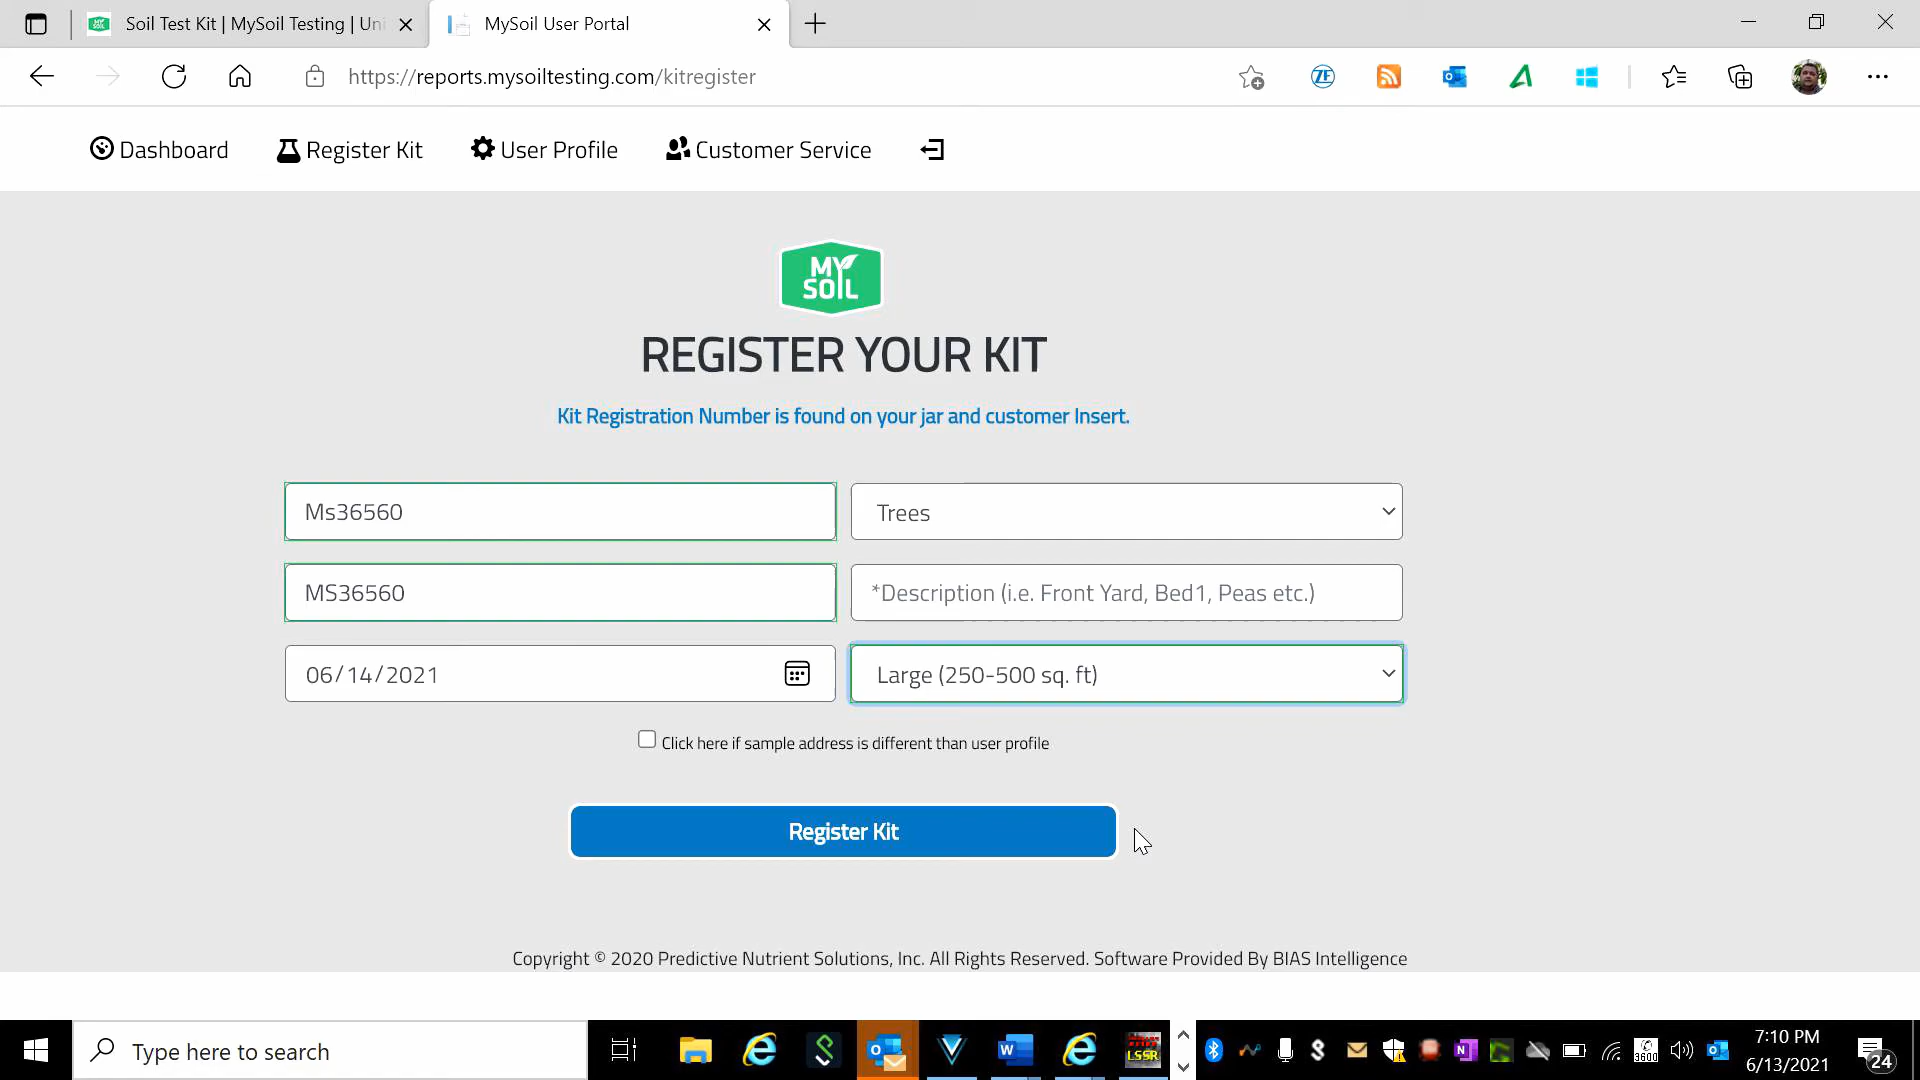 Soil Test Kit | MySoil Testing | Uni
MySoil User Portal
https://reports.mysoiltesting.com/kitregister
Dashboard
Register Kit
User Profile
Customer Service
MY
SOIL
REGISTER YOUR KIT
Kit Registration Number is found on your jar and customer Insert.
Ms36560
Trees
MS36560
*Description (i.e. Front Yard, Bed1, Peas etc.)
06/14/2021
Large (250-500 sq. ft)
Click here if sample address is different than user profile
Register Kit
Copyright © 2020 Predictive Nutrient Solutions, Inc. All Rights Reserved. Software Provided By BIAS Intelligence
Type here to search
LSSR
3600
7:10 PM
6/13/2021
24